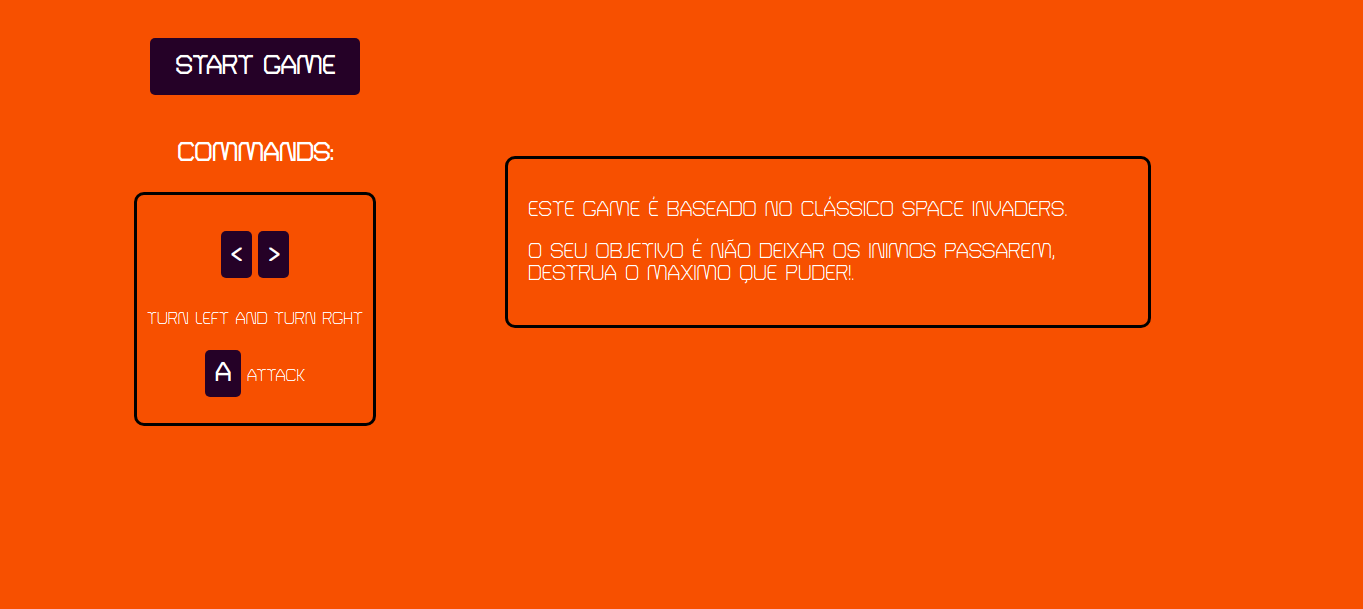 START GAME
COMMANDS:
< >
TURN LEFT AND TURN RGHT
A ATTACK
ESTE GAME É BASEADO NO CLÁSSICO SPACE INVADERS.
O SEU OBJETIVO É NÃO DEIXAR OS INIMOS PASSAREM,
DESTRUA O MAXIMO QUE PUDER!.